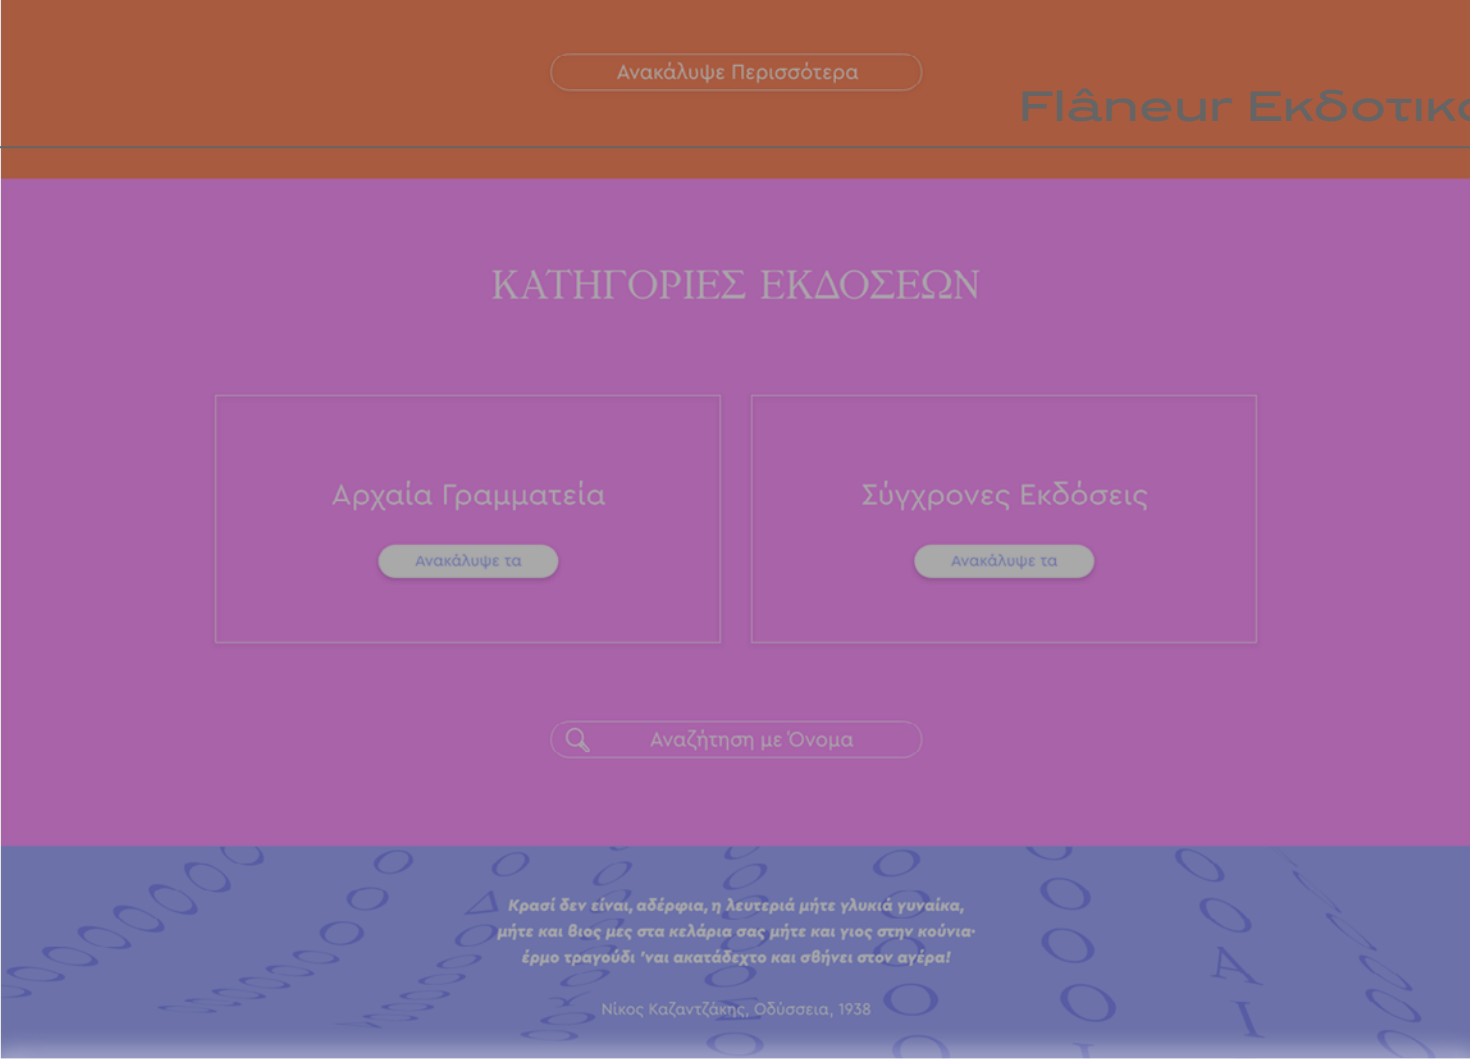 Ανακάλυψε Περισσότερα
Flâneur Εκδοτικ
ΚΑΤΗΓΟΡΙΕΣ ΕΚΔΟΣΕΩΝ
Αρχαία Γραμματεία
Ανακάλυψε τα
Σύγχρονες Εκδόσεις
Ανακάλυψε τα
Αναζήτηση με Όνομα
Κρασί δεν είναι, αδέρφια, η λευτεριά μήτε γλυκιά γυναίκα,
μήτε και βιος μες στα κελάρια σας μήτε και γιος στην κούνια·
έρμο τραγούδι 'ναι ακατάδεχτο και σβήνει στον αγέρα!
Νίκος Καζαντζάκης, Οδύσσεια, 1938